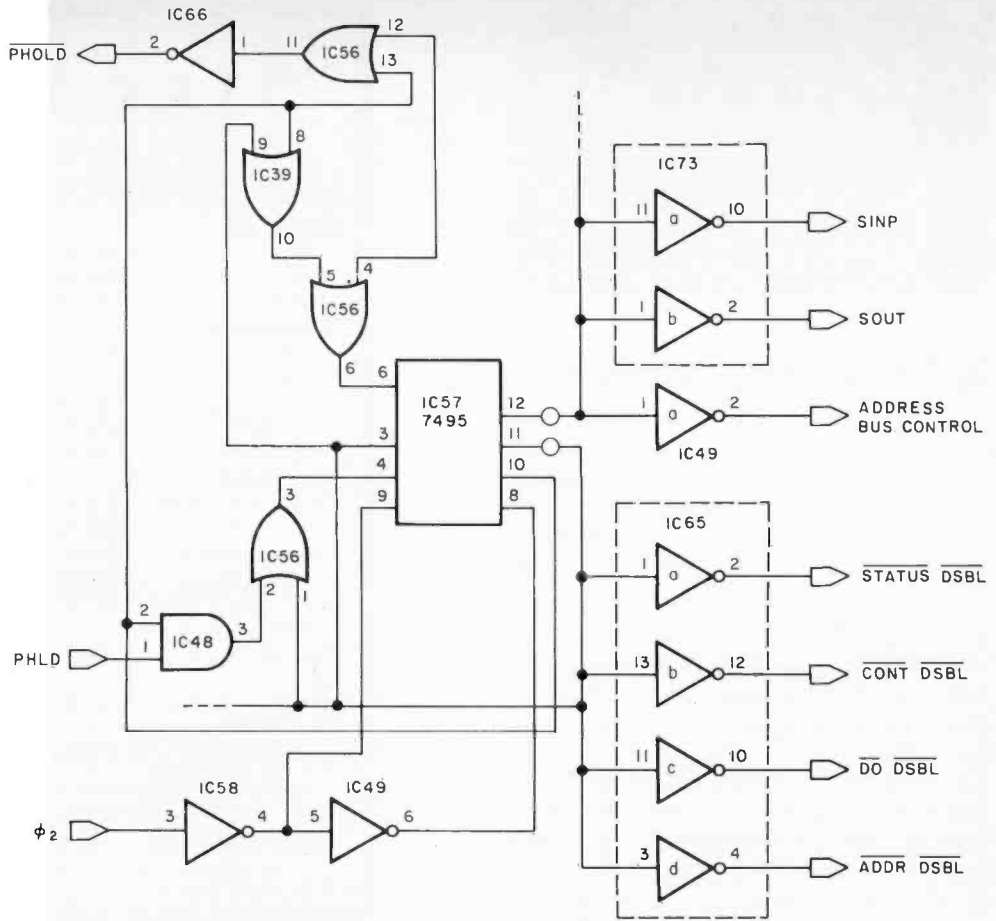 IC66
12
PHOLD
2
1
11
IC56
13
9
8
IC39
10
5
4
IC56
6
6
IC57
7495
12
11
10
8
3
4
9
3
IC56
2
1
2
1
IC48
3
PHLD
IC58
IC49
φ2
3
4
5
6
IC73
11
a
10
SINP
1
b
2
SOUT
1
a
2
ADDRESS
BUS CONTROL
IC49
IC65
1
a
2
STATUS DSBL
13
b
12
CONT DSBL
11
c
10
DO DSBL
3
d
4
ADDR DSBL